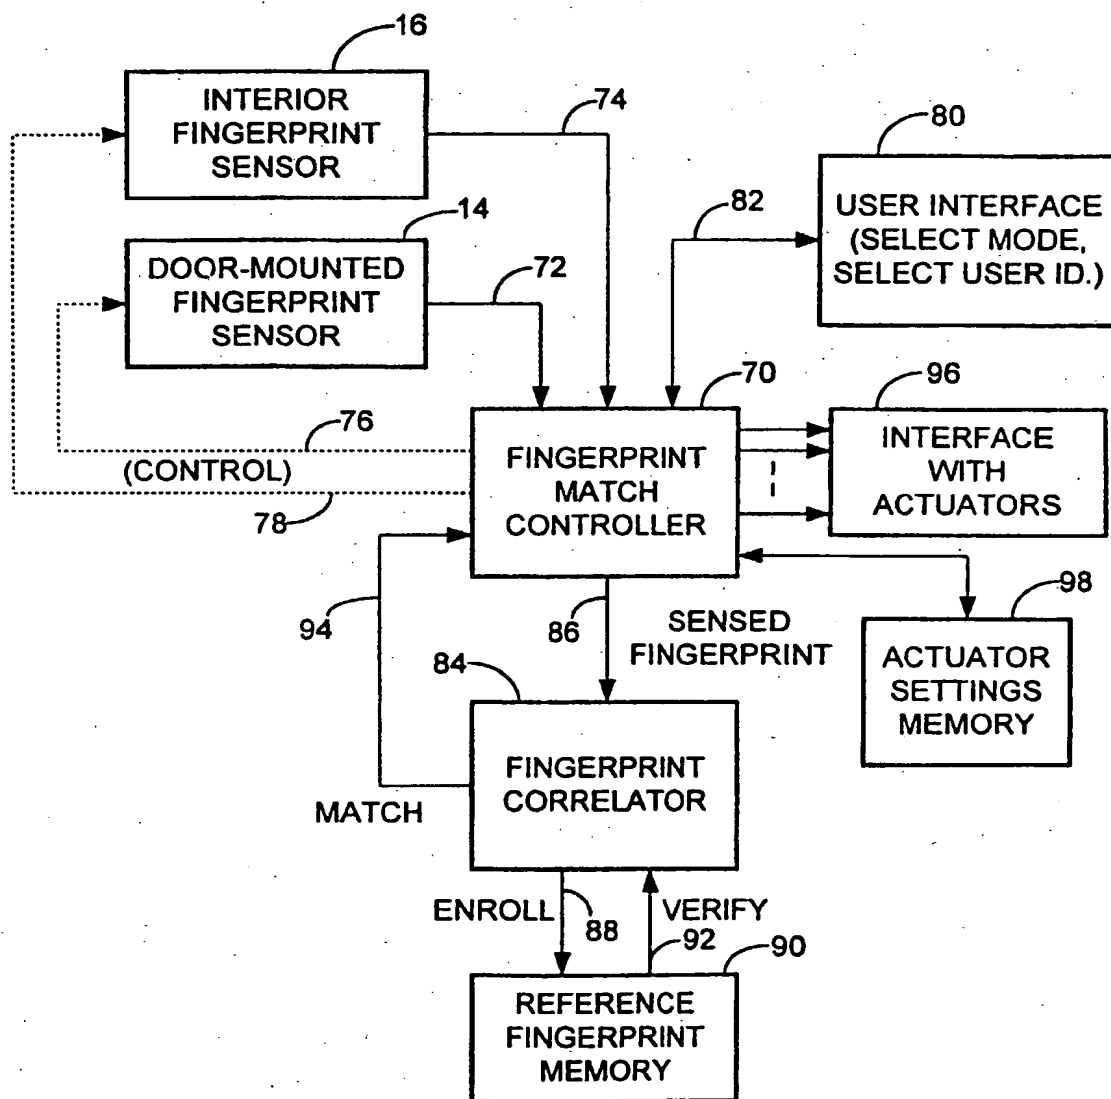 16
INTERIOR
FINGERPRINT
SENSOR
74
80
USER INTERFACE
(SELECT MODE,
SELECT USER ID.)
82
14
DOOR-MOUNTED
FINGERPRINT
SENSOR
72
70
96
76
(CONTROL)
78
FINGERPRINT
MATCH
CONTROLLER
INTERFACE
WITH
ACTUATORS
94
86
SENSED
FINGERPRINT
98
ACTUATOR
SETTINGS
MEMORY
84
FINGERPRINT
CORRELATOR
MATCH
ENROLL
88
VERIFY
92
90
REFERENCE
FINGERPRINT
MEMORY